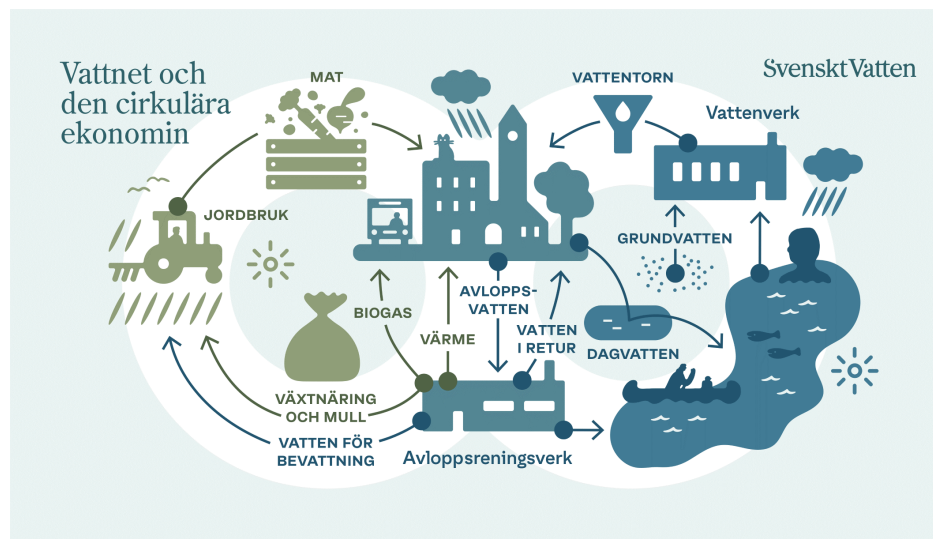 Vattnet och
den cirkulära
ekonomin
MAT
VATTENTORN
SvensktVatten
Vattenverk
JORDBRUK
GRUNDVATTEN
AVLOPPS-
VATTEN
BIOGAS
VÄRME
VATTEN
I RETUR
DAGVATTEN
VÄXTNÄRING
OCH MULL
VATTEN FÖR
BEVATTNING
Avloppsreningsverk